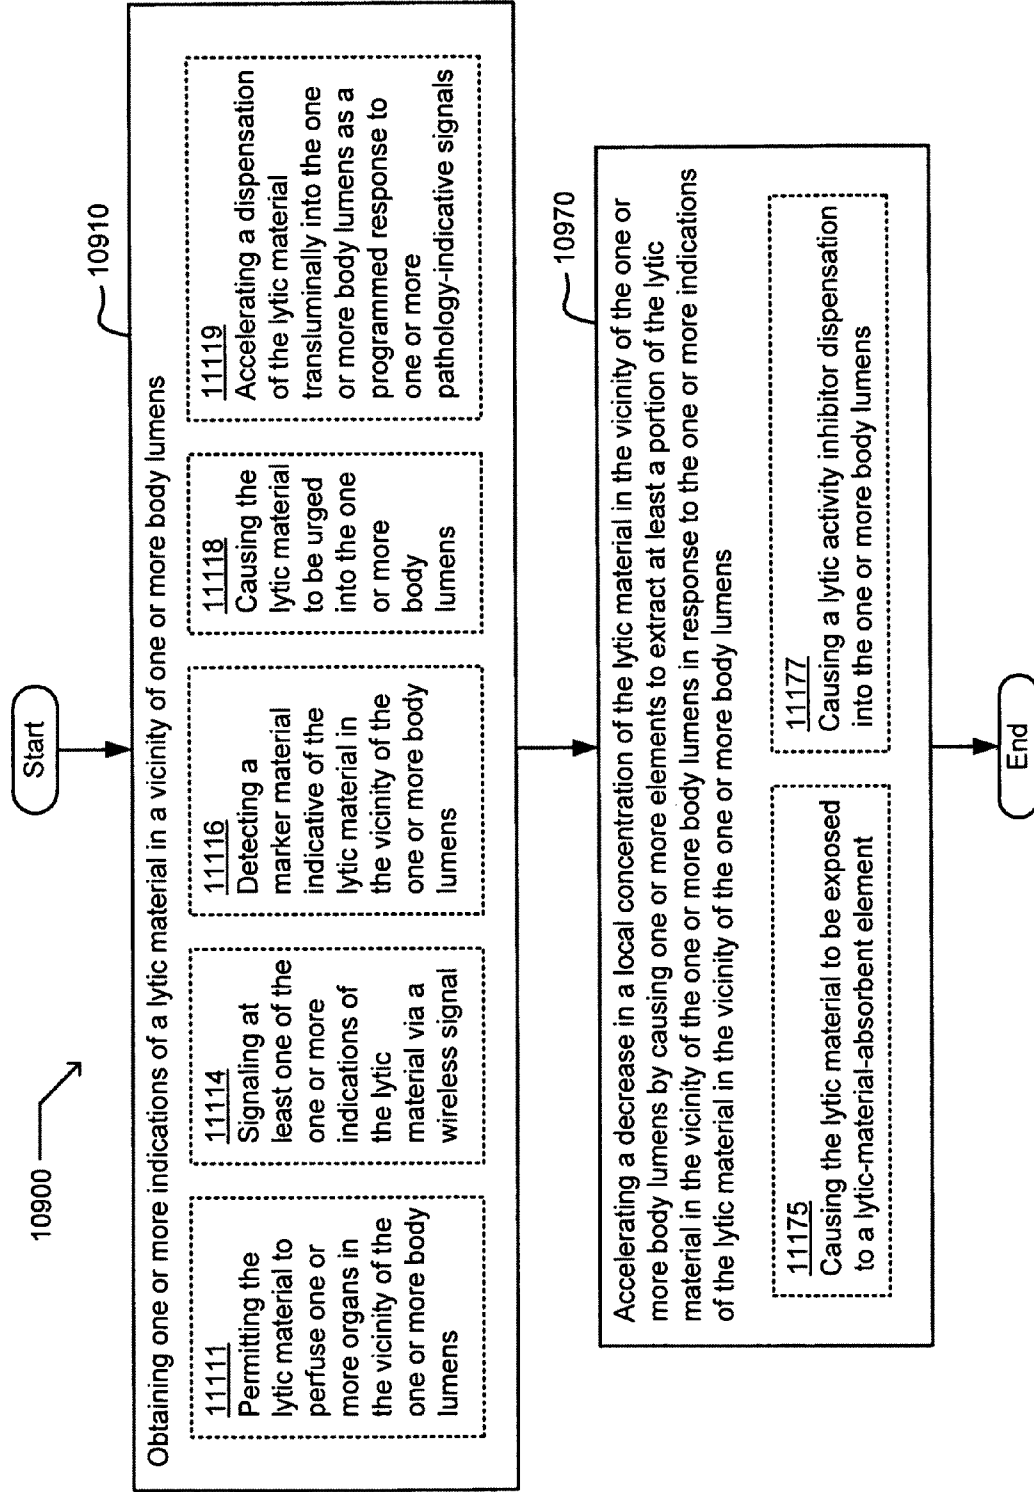 10900
Start
10910
Obtaining one or more indications of a lytic material in a vicinity of one or more body lumens
11111
Permitting the
lytic material to
perfuse one or
more organs in
the vicinity of the
one or more body
lumens
11114
Signaling at
least one of the
one or more
indications of
the lytic
material via a
wireless signal
11116
Detecting a
marker material
indicative of the
lytic material in
the vicinity of the
one or more body
lumens
11118
Causing the
lytic material
to be urged
into the one
or more
body
lumens
11119
Accelerating a dispensation
of the lytic material
transluminally into the one
or more body lumens as a
programmed response to
one or more
pathology-indicative signals
10970
Accelerating a decrease in a local concentration of the lytic material in the vicinity of the one or
more body lumens by causing one or more elements to extract at least a portion of the lytic
material in the vicinity of the one or more body lumens in response to the one or more indications
of the lytic material in the vicinity of the one or more body lumens
11175
Causing the lytic material to be exposed
to a lytic-material-absorbent element
11177
Causing a lytic activity inhibitor dispensation
into the one or more body lumens
End